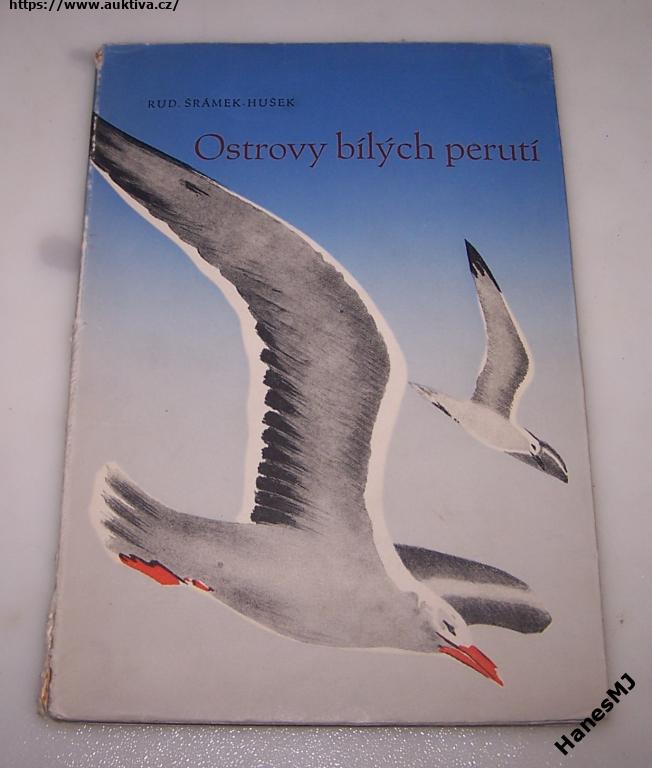 https://www.auktiva.cz/
RUD. ŠRÁMEK-HUŠEK
Ostrovy bílých perutí
HanesMJ